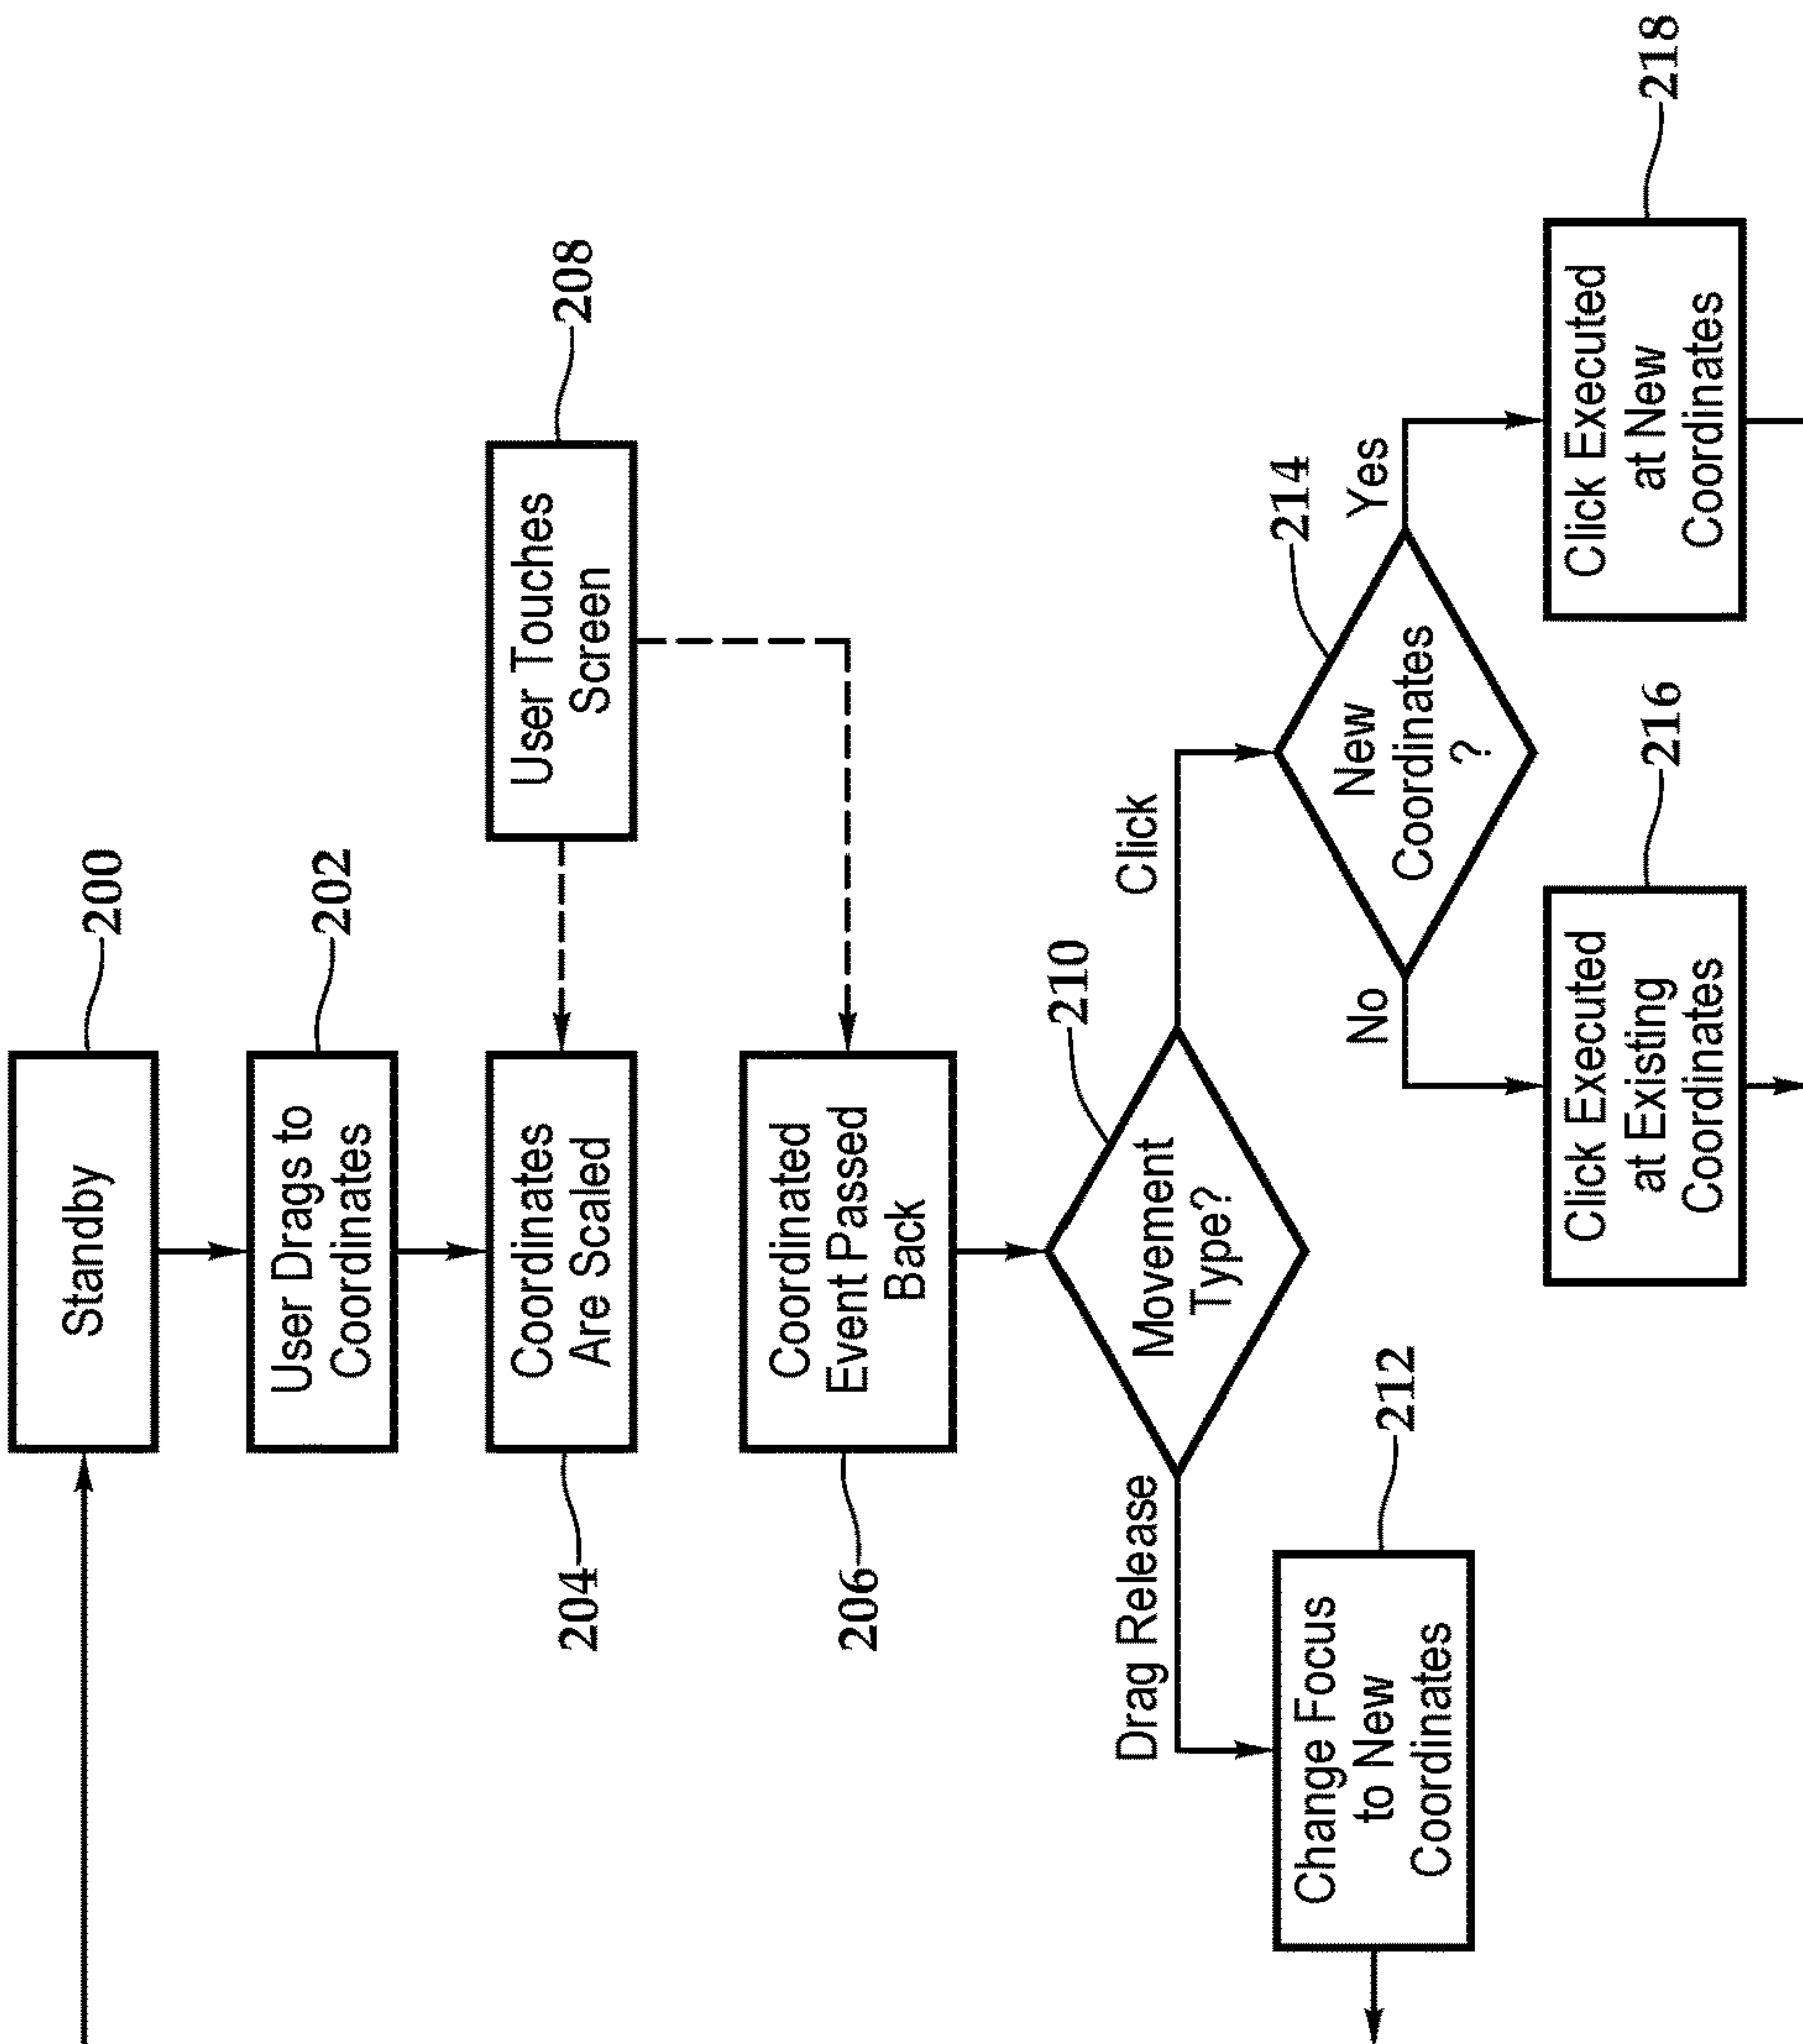 Standby
200
User Drags to
Coordinates
202
Coordinates
Are Scaled
204
User Touches
Screen
208
Coordinated
Event Passed
Back
206
Movement
Type?
210
Drag Release
Click
Change Focus
to New
Coordinates
212
New
Coordinates
?
214
No
Yes
Click Executed
at Existing
Coordinates
216
Click Executed
at New
Coordinates
218